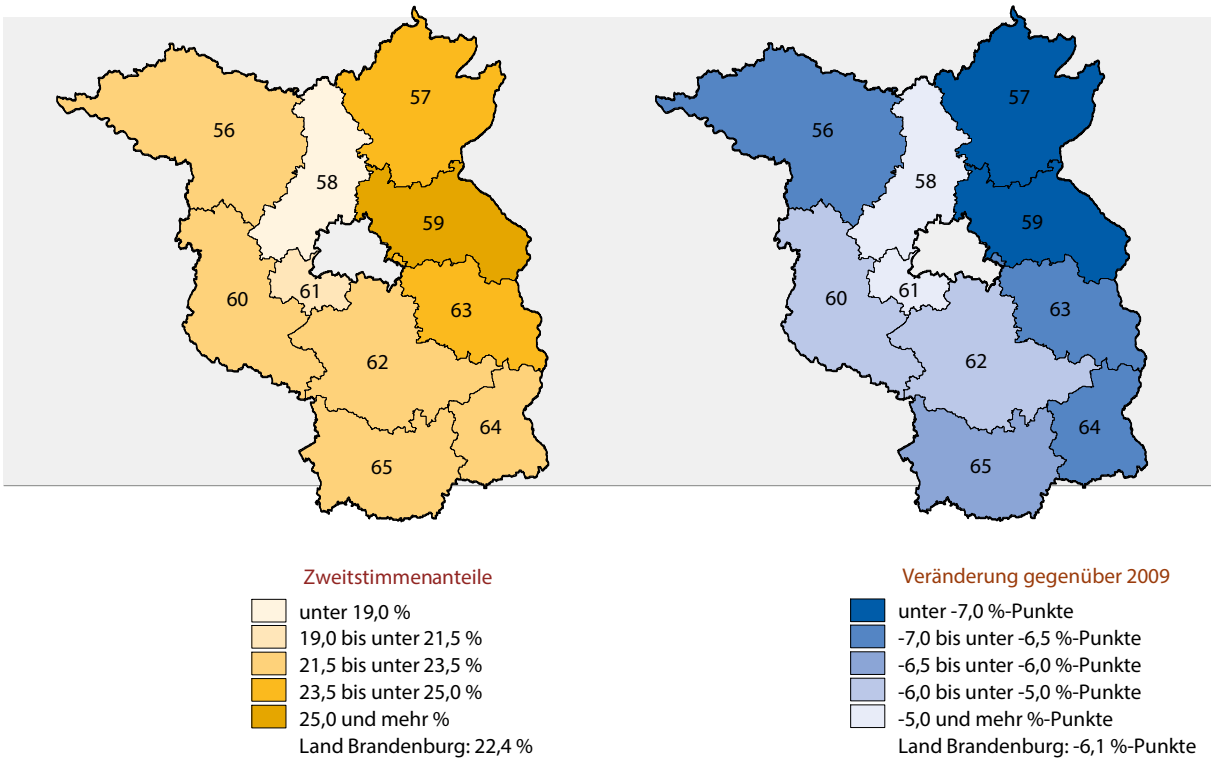 57
56
58
59
60
61
63
62
64
65
57
56
58
59
60
61
63
62
64
65
Zweitstimmenanteile
unter 19,0 %
19,0 bis unter 21,5 %
21,5 bis unter 23,5 %
23,5 bis unter 25,0 %
25,0 und mehr %
Land Brandenburg: 22,4 %
Veränderung gegenüber 2009
unter -7,0 %-Punkte
-7,0 bis unter -6,5 %-Punkte
-6,5 bis unter -6,0 %-Punkte
-6,0 bis unter -5,0 %-Punkte
-5,0 und mehr %-Punkte
Land Brandenburg: -6,1 %-Punkte